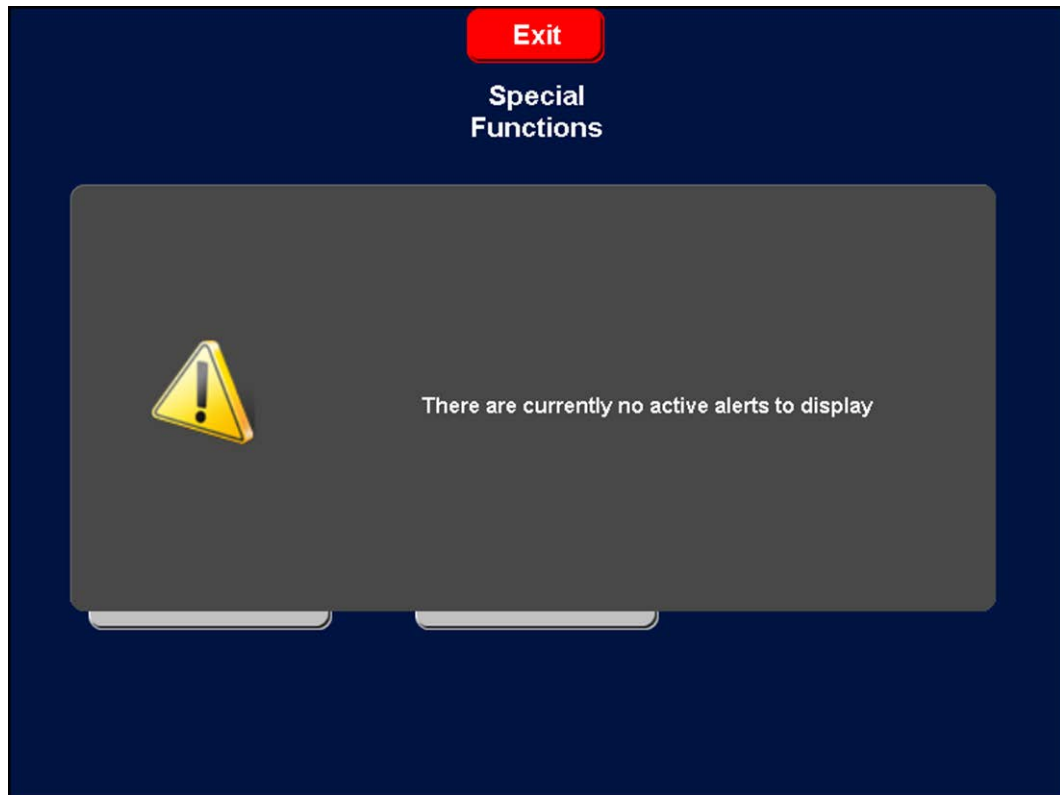 Exit
Special
Functions
There are currently no active alerts to display